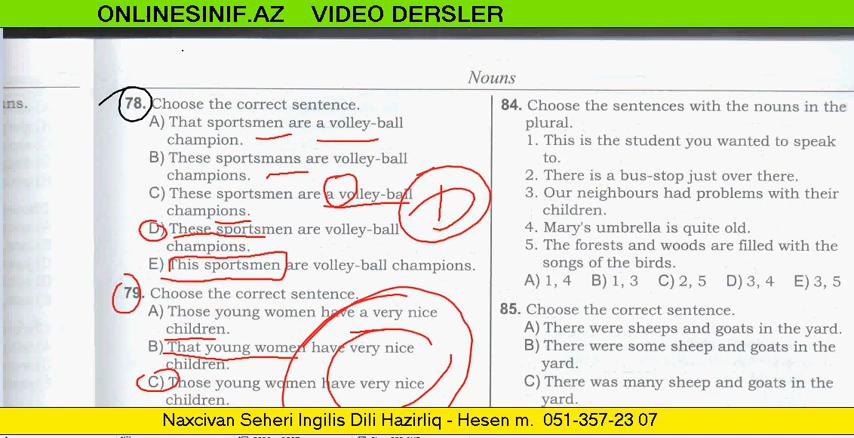 ONLINESINIF.AZ VIDEO DERSLER
ns.
Nouns
78. Choose the correct sentence.
A) That sportsmen are a volley-ball
champion.
B) These sportsmans are volley-ball
champions.
C) These sportsmen are a volley-ball
champions.
D) These sportsmen are volley-ball
champions.
E) This sportsmen are volley-ball champions.
D
79. Choose the correct sentence.
A) Those young women have a very nice
children.
B) That young women have very nice
children.
C) Those young women have very nice
children.
84. Choose the sentences with the nouns in the
plural.
1. This is the student you wanted to speak
to.
2. There is a bus-stop just over there.
3. Our neighbours had problems with their
children.
4. Mary's umbrella is quite old.
5. The forests and woods are filled with the
songs of the birds.
A) 1, 4 B) 1, 3 C) 2, 5 D) 3, 4 E) 3, 5
85. Choose the correct sentence.
A) There were sheeps and goats in the yard.
B) There were some sheep and goats in the
yard.
C) There was many sheep and goats in the
yard.
Naxcivan Seheri Ingilis Dili Hazirliq - Hesen m. 051-357-23 07